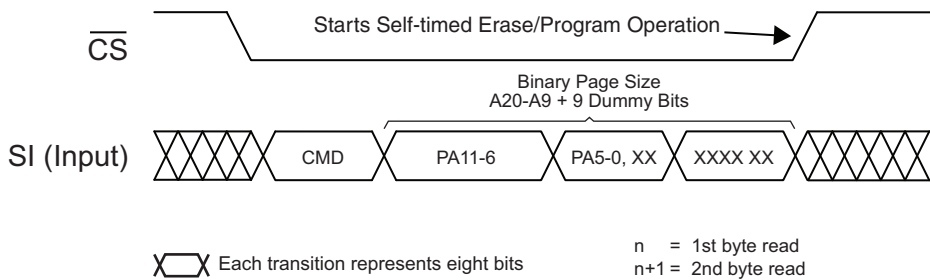 Starts Self-timed Erase/Program Operation
CS
Binary Page Size
A20-A9 + 9 Dummy Bits
SI (Input)
CMD
PA11-6
PA5-0, XX
XXXX XX
Each transition represents eight bits
n = 1st byte read
n+1 = 2nd byte read